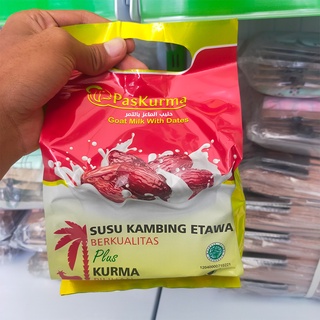 PasKurma
حليب الماعز بالتمر
Goat Milk With Dates
SUSU KAMBING ETAWA
BERKUALITAS
Plus
KURMA